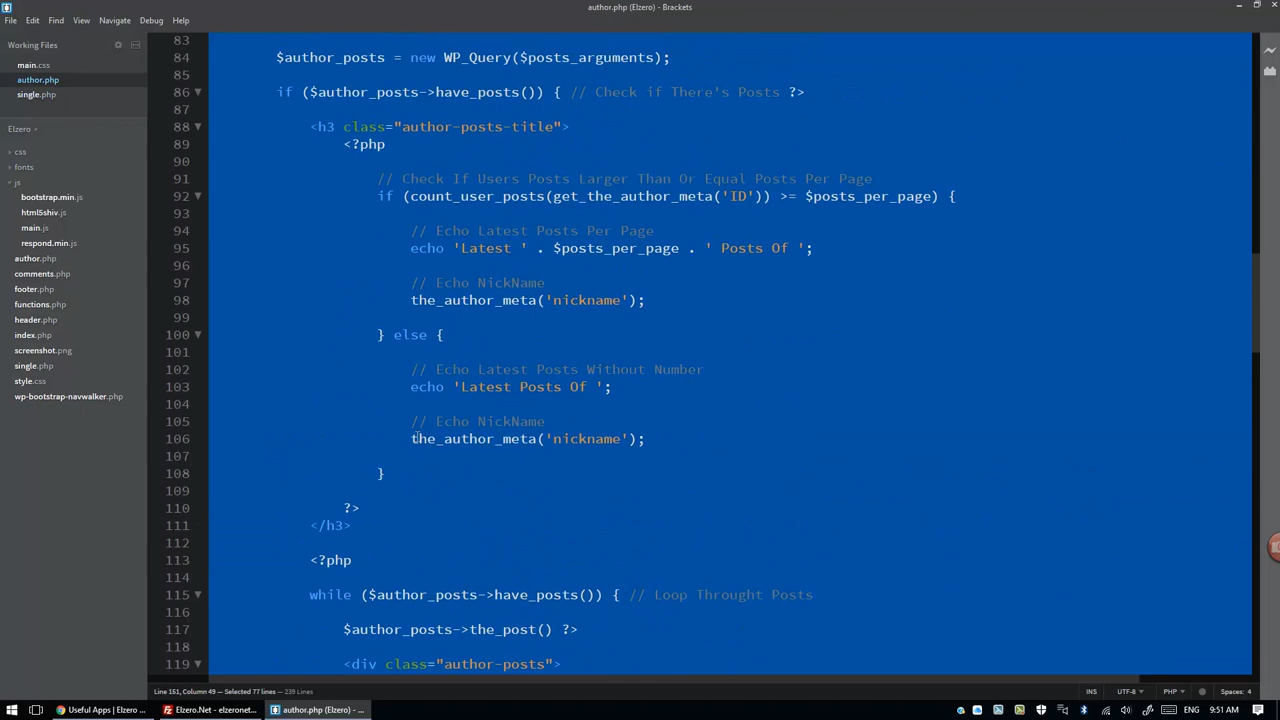 author.php (Elzero) - Brackets
File Edit Find View Navigate Debug Help
Working Files
main.css
author.php
single.php
Elzero
css
fonts
js
bootstrap.min.js
html5shiv.js
main.js
respond.min.js
author.php
comments.php
footer.php
functions.php
header.php
index.php
screenshot.png
single.php
style.css
wp-bootstrap-navwalker.php
83
84 $author_posts = new WP_Query($posts_arguments);
85
86 if ($author_posts->have_posts()) { // Check if There's Posts ?>
87
88 <h3 class="author-posts-title">
89 <?php
90
91 // Check If Users Posts Larger Than Or Equal Posts Per Page
92 if (count_user_posts(get_the_author_meta('ID')) >= $posts_per_page) {
93
94 // Echo Latest Posts Per Page
95 echo 'Latest ' . $posts_per_page . ' Posts Of ';
96
97 // Echo NickName
98 the_author_meta('nickname');
99
100 } else {
101
102 // Echo Latest Posts Without Number
103 echo 'Latest Posts Of ';
104
105 // Echo NickName
106 the_author_meta('nickname');
107
108 }
109
110 ?>
111 </h3>
112
113 <?php
114
115 while ($author_posts->have_posts()) { // Loop Throught Posts
116
117 $author_posts->the_post() ?>
118
119 <div class="author-posts">
Line 151, Column 49 — Selected 77 lines — 239 Lines
INS UTF-8 PHP Spaces: 4
Useful Apps | Elzero ...
Elzero.Net - elzeronet...
author.php (Elzero) - ...
ENG 9:51 AM